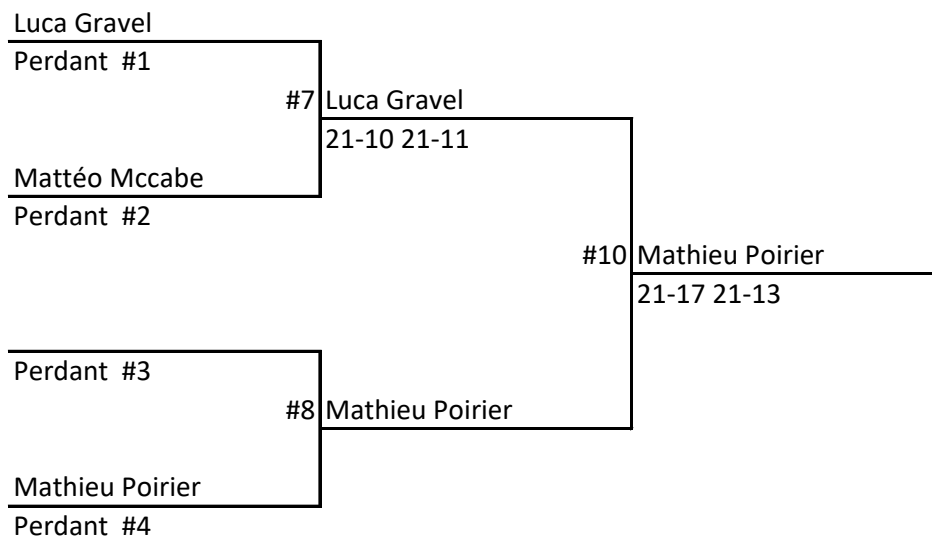 Luca Gravel
Perdant #1
#7 Luca Gravel
21-10 21-11
Mattéo Mccabe
Perdant #2
#10 Mathieu Poirier
21-17 21-13
Perdant #3
#8 Mathieu Poirier
Mathieu Poirier
Perdant #4